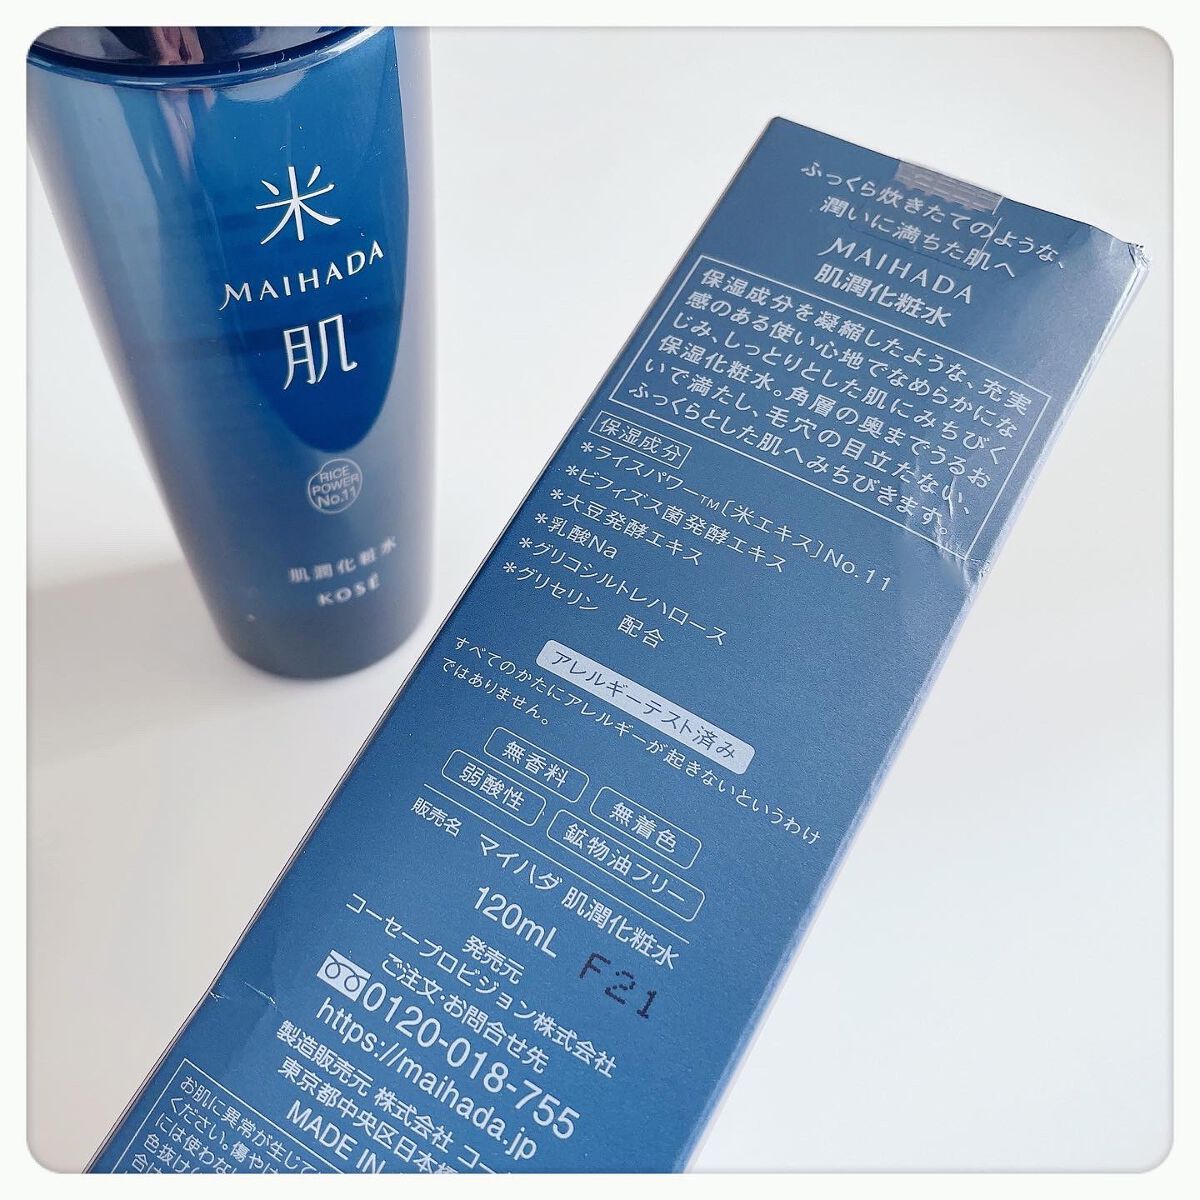 米
MAIHADA
肌
RICE
POWER
No.11
肌潤化粧水
KOSÉ
ふっくら炊きたてのような、
潤いに満ちた肌へ
MAIHADA
肌潤化粧水
保湿成分を凝縮したような、充実
感のある使い心地でなめらかにな
じみ、しっとりとした肌にみちびく
保湿化粧水。角層の奥までうるお
いで満たし、毛穴の目立たない、
ふっくらとした肌へみちびきます。
保湿成分
*ライスパワー™[米エキス]No.11
*ビフィズス菌発酵エキス
*大豆発酵エキス
*乳酸Na
*グリコシルトレハロース
*グリセリン 配合
アレルギーテスト済み
すべてのかたにアレルギーが起きないというわけ
ではありません。
無香料
無着色
弱酸性
鉱物油フリー
販売名 マイハダ 肌潤化粧水
120mL
F21
発売元
コーセープロビジョン株式会社
ご注文・お問合せ先
0120-018-755
https://maihada.jp
製造販売元 株式会社 コー
東京都中央区日本橋
MADE IN
お肌に異常が生じて
ください。傷やは
には使わな
色抜け
合は